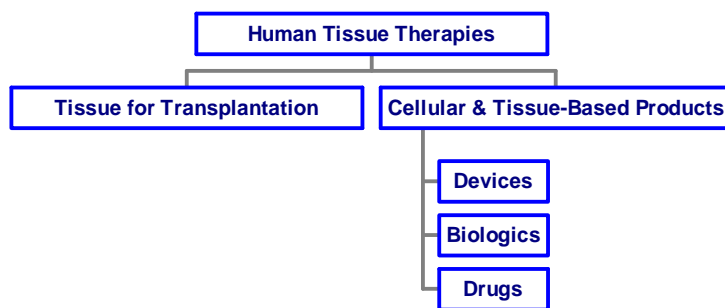 Human Tissue Therapies
Tissue for Transplantation
Cellular & Tissue-Based Products
Devices
Biologics
Drugs